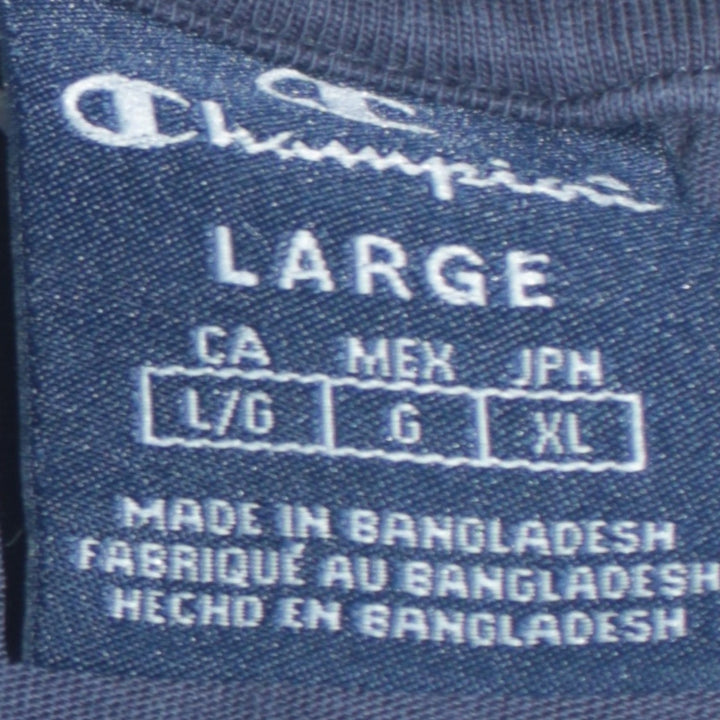 Champion
LARGE
CA MEX JPN
L/G G XL
MADE IN BANGLADESH
FABRIQUÉ AU BANGLADESH
HECHO EN BANGLADESH